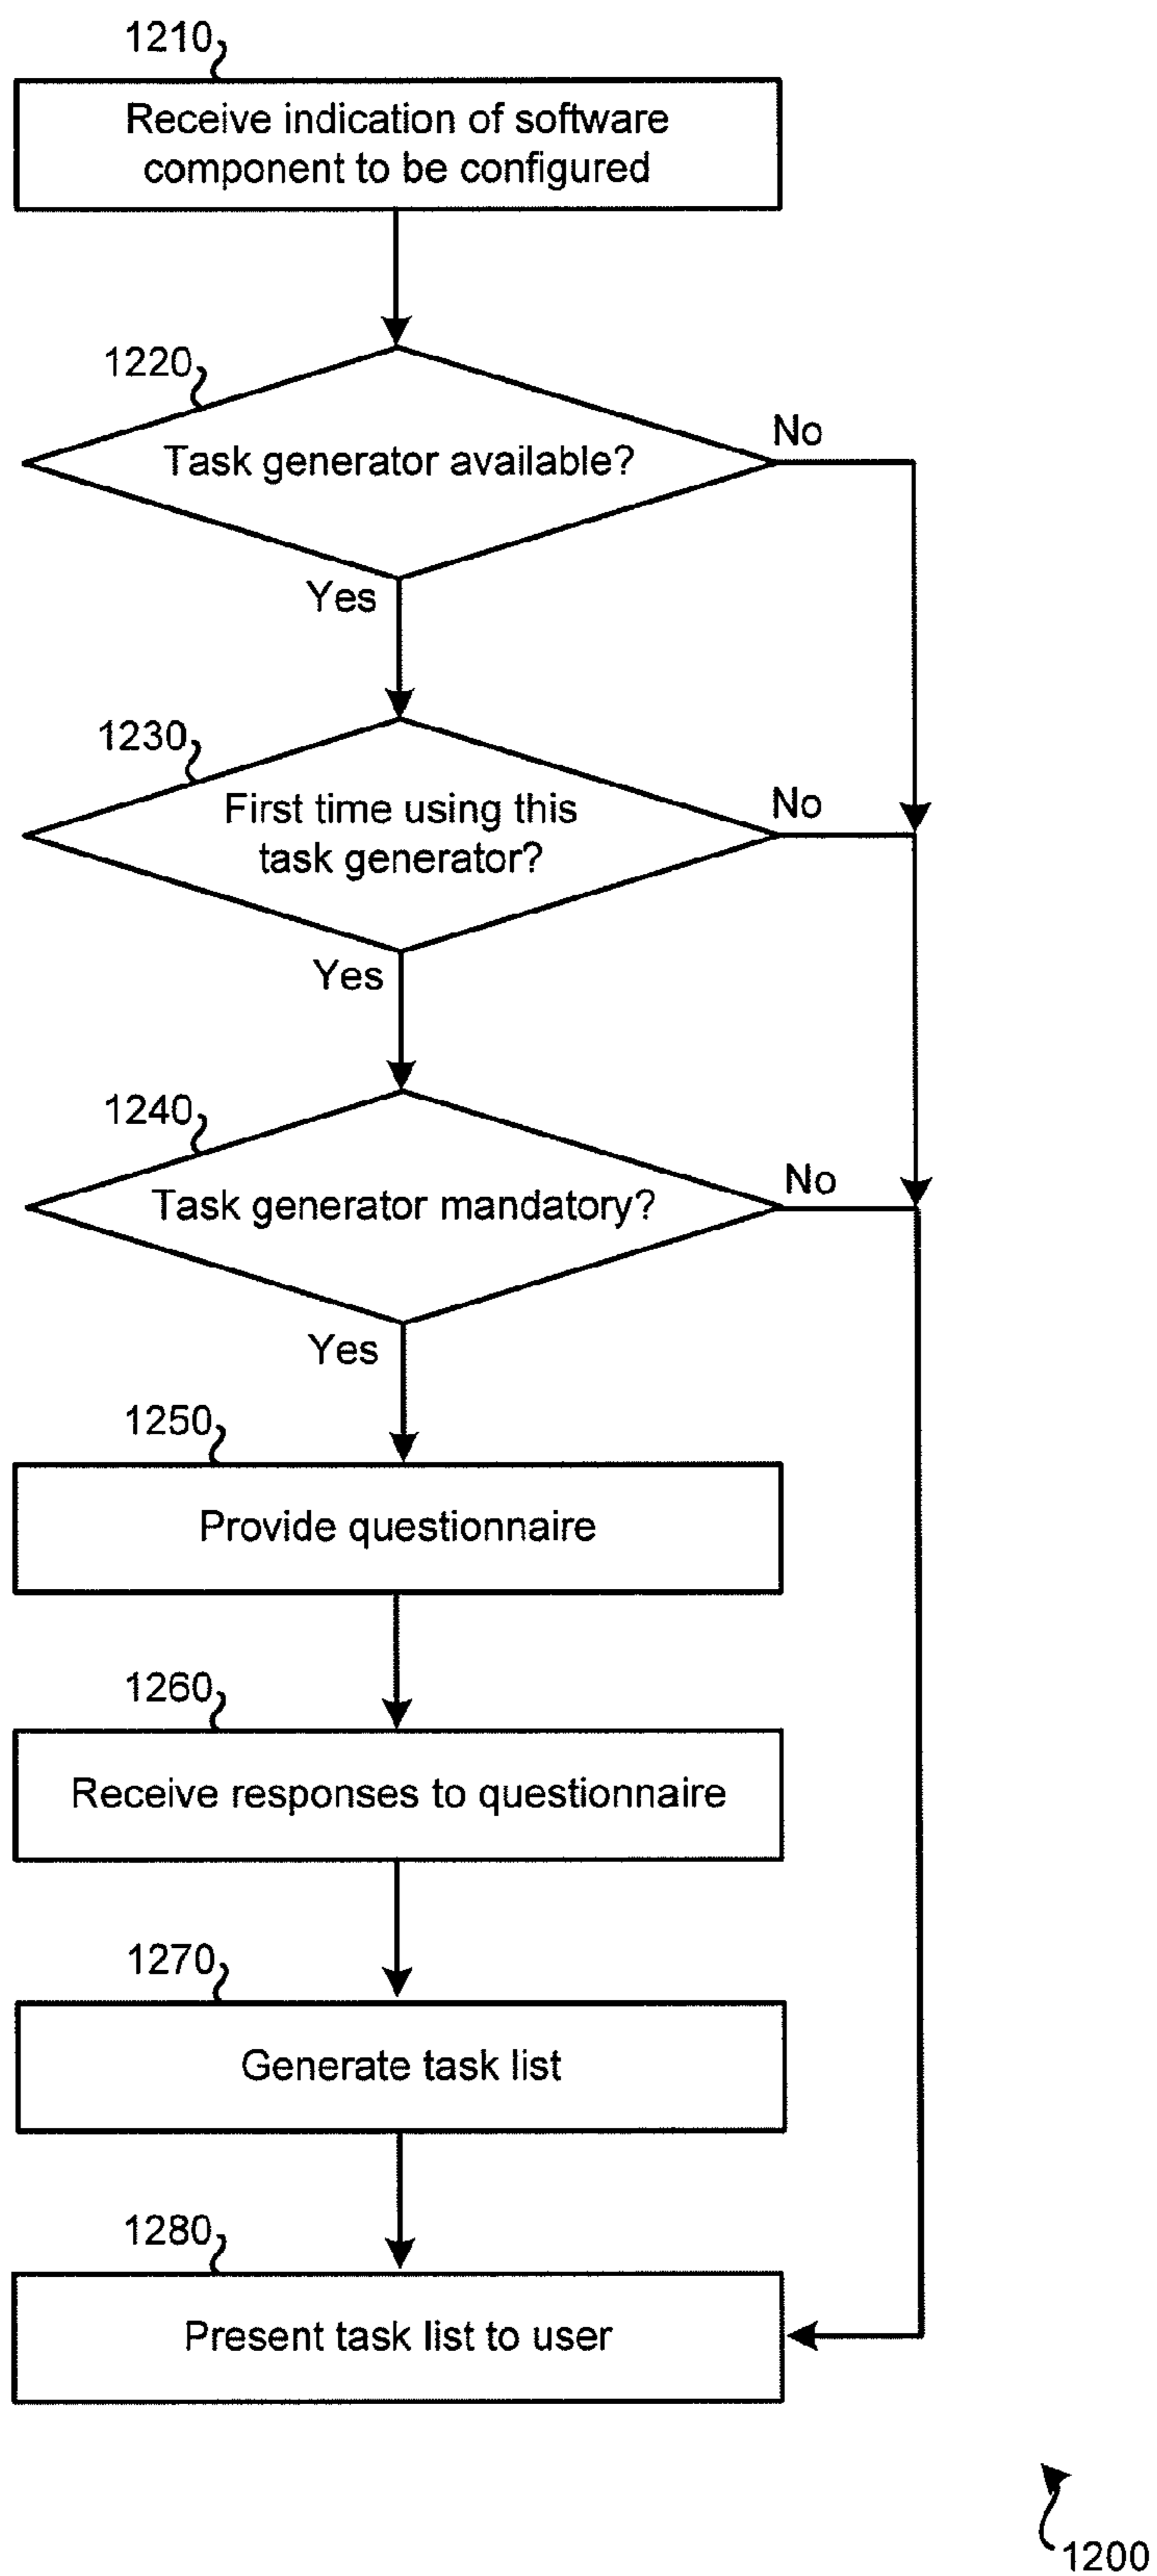 1210
Receive indication of software
component to be configured
1220
Task generator available?
No
Yes
1230
First time using this
task generator?
No
Yes
1240
Task generator mandatory?
No
Yes
1250
Provide questionnaire
1260
Receive responses to questionnaire
1270
Generate task list
1280
Present task list to user
1200